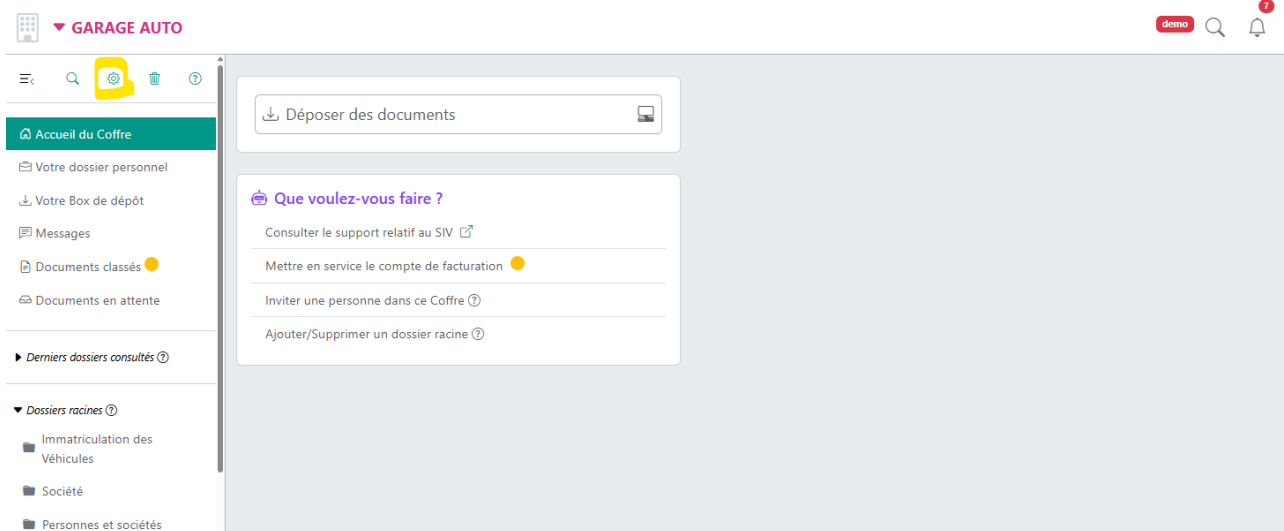 GARAGE AUTO
demo
7
Accueil du Coffre
Votre dossier personnel
Votre Box de dépôt
Messages
Documents classés
Documents en attente
Derniers dossiers consultés ?
Dossiers racines ?
Immatriculation des
Véhicules
Société
Personnes et sociétés
Déposer des documents
Que voulez-vous faire ?
Consulter le support relatif au SIV
Mettre en service le compte de facturation
Inviter une personne dans ce Coffre ?
Ajouter/Supprimer un dossier racine ?